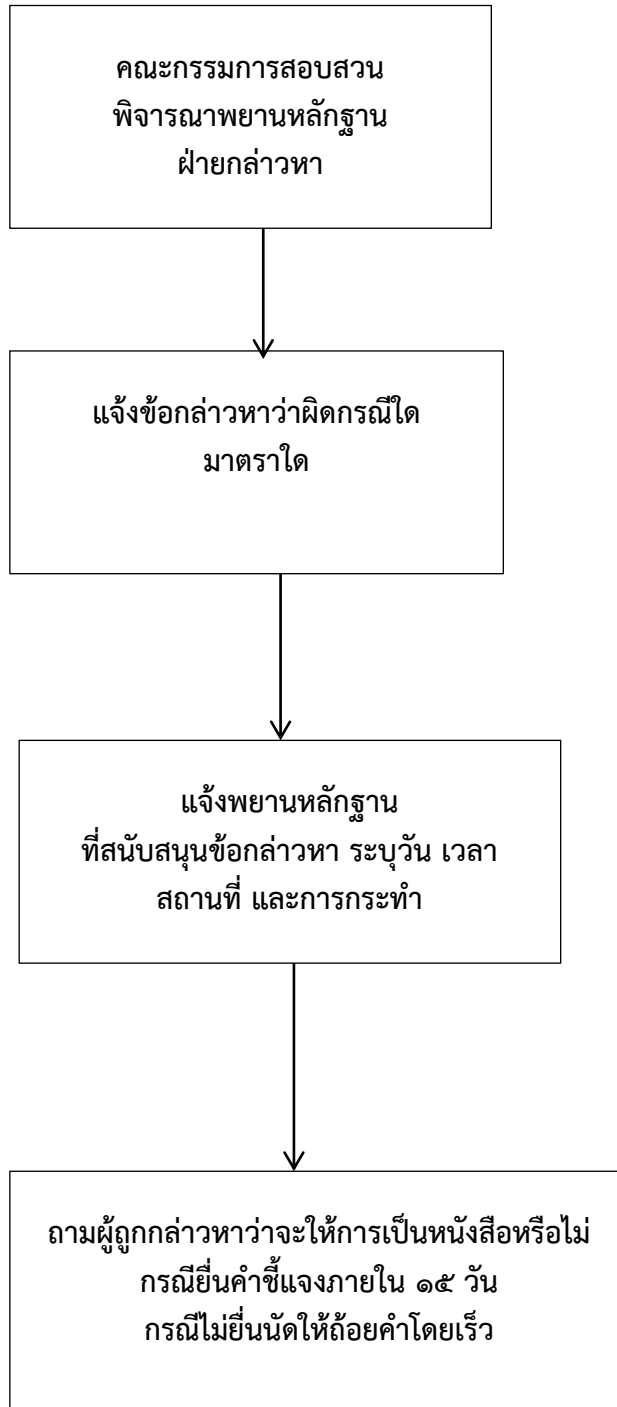 คณะกรรมการสอบสวน
พิจารณาพยานหลักฐาน
ฝ่ายกล่าวหา
แจ้งข้อกล่าวหาว่าผิดกรณีใด
มาตราใด
แจ้งพยานหลักฐาน
ที่สนับสนุนข้อกล่าวหา ระบุวัน เวลา
สถานที่ และการกระทำ
ถามผู้ถูกกล่าวหาว่าจะให้การเป็นหนังสือหรือไม่
กรณียื่นคำชี้แจงภายใน ๑๕ วัน
กรณีไม่ยื่นนัดให้ถ้อยคำโดยเร็ว